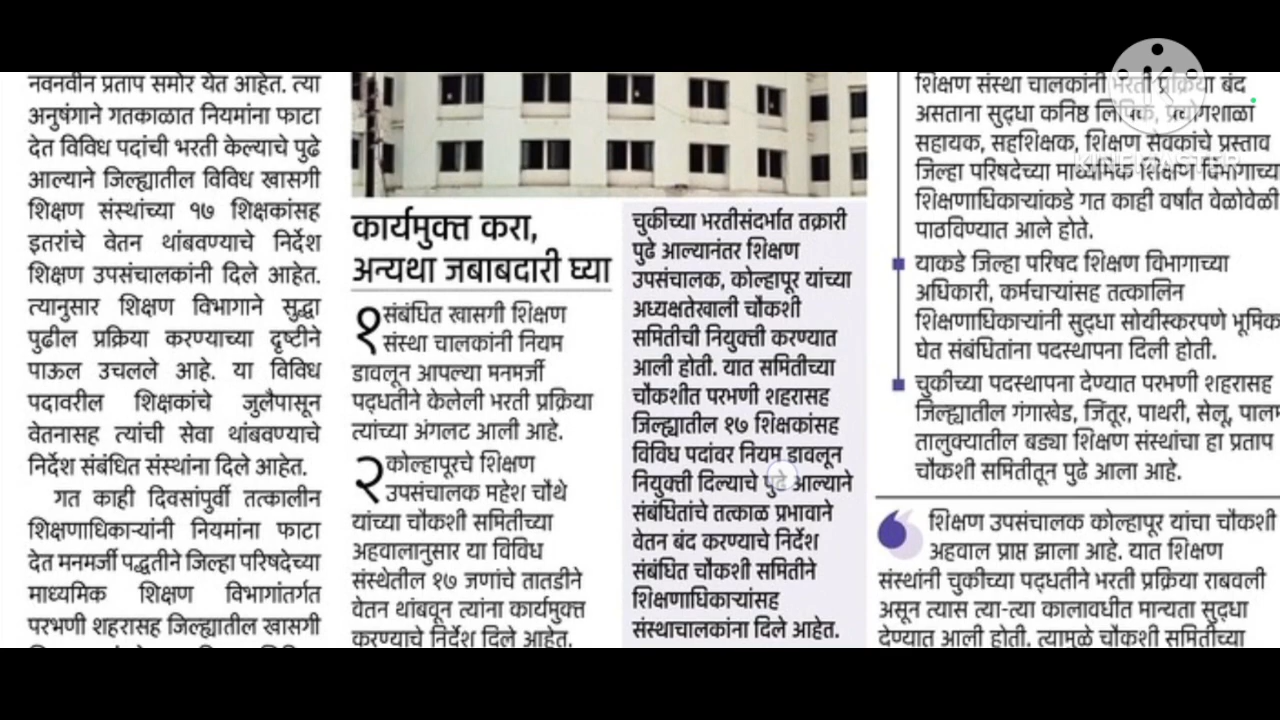 नवनवीन प्रताप समोर येत आहेत. त्या
अनुषंगाने गतकाळात नियमांना फाटा
देत विविध पदांची भरती केल्याचे पुढे
आल्याने जिल्ह्यातील विविध खासगी
शिक्षण संस्थांच्या १७ शिक्षकांसह
इतरांचे वेतन थांबवण्याचे निर्देश
शिक्षण उपसंचालकांनी दिले आहेत.
त्यानुसार शिक्षण विभागाने सुद्धा
पुढील प्रक्रिया करण्याच्या दृष्टीने
पाऊल उचलले आहे. या विविध
पदावरील शिक्षकांचे जुलैपासून
वेतनासह त्यांची सेवा थांबवण्याचे
निर्देश संबंधित संस्थांना दिले आहेत.
गत काही दिवसांपुर्वी तत्कालीन
शिक्षणाधिकाऱ्यांनी नियमांना फाटा
देत मनमर्जी पद्धतीने जिल्हा परिषदेच्या
माध्यमिक शिक्षण विभागांतर्गत
परभणी शहरासह जिल्ह्यातील खासगी
कार्यमुक्त करा,
अन्यथा जबाबदारी घ्या
१ संबंधित खासगी शिक्षण
संस्था चालकांनी नियम
डावलून आपल्या मनमर्जी
पद्धतीने केलेली भरती प्रक्रिया
त्यांच्या अंगलट आली आहे.
२ कोल्हापूरचे शिक्षण
उपसंचालक महेश चौथे
यांच्या चौकशी समितीच्या
अहवालानुसार या विविध
संस्थेतील १७ जणांचे तातडीने
वेतन थांबवून त्यांना कार्यमुक्त
करण्याचे निर्देश दिले आहेत.
चुकीच्या भरतीसंदर्भात तक्रारी
पुढे आल्यानंतर शिक्षण
उपसंचालक, कोल्हापूर यांच्या
अध्यक्षतेखाली चौकशी
समितीची नियुक्ती करण्यात
आली होती. यात समितीच्या
चौकशीत परभणी शहरासह
जिल्ह्यातील १७ शिक्षकांसह
विविध पदांवर नियम डावलून
नियुक्ती दिल्याचे पुढे आल्याने
संबंधितांचे तत्काळ प्रभावाने
वेतन बंद करण्याचे निर्देश
संबंधित चौकशी समितीने
शिक्षणाधिकाऱ्यांसह
संस्थाचालकांना दिले आहेत.
शिक्षण संस्था चालकांनी भरती प्रक्रिया बंद
असताना सुद्धा कनिष्ठ लिपिक, प्रयोगशाळा
सहायक, सहशिक्षक, शिक्षण सेवकांचे प्रस्ताव
जिल्हा परिषदेच्या माध्यमिक शिक्षण विभागाच्या
शिक्षणाधिकाऱ्यांकडे गत काही वर्षांत वेळोवेळी
पाठविण्यात आले होते.
याकडे जिल्हा परिषद शिक्षण विभागाच्या
अधिकारी, कर्मचाऱ्यांसह तत्कालिन
शिक्षणाधिकाऱ्यांनी सुद्धा सोयीस्करपणे भूमिक
घेत संबंधितांना पदस्थापना दिली होती.
चुकीच्या पदस्थापना देण्यात परभणी शहरासह
जिल्ह्यातील गंगाखेड, जिंतूर, पाथरी, सेलू, पालम
तालुक्यातील बड्या शिक्षण संस्थांचा हा प्रताप
चौकशी समितीतून पुढे आला आहे.
शिक्षण उपसंचालक कोल्हापूर यांचा चौकशी
अहवाल प्राप्त झाला आहे. यात शिक्षण
संस्थांनी चुकीच्या पद्धतीने भरती प्रक्रिया राबवली
असून त्यास त्या-त्या कालावधीत मान्यता सुद्धा
देण्यात आली होती. त्यामुळे चौकशी समितीच्या
KINEMASTER